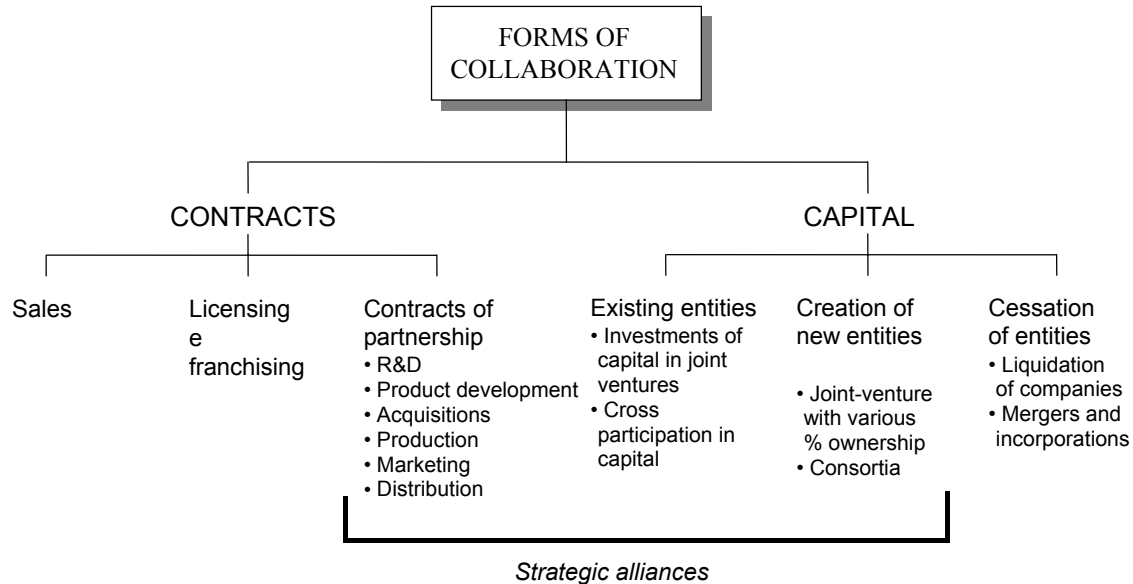 FORMS OF
COLLABORATION
CONTRACTS
CAPITAL
Sales
Licensing
e
franchising
Contracts of
partnership
• R&D
• Product development
• Acquisitions
• Production
• Marketing
• Distribution
Existing entities
• Investments of
capital in joint
ventures
• Cross
participation in
capital
Creation of
new entities
• Joint-venture
with various
% ownership
• Consortia
Cessation
of entities
• Liquidation
of companies
• Mergers and
incorporations
Strategic alliances